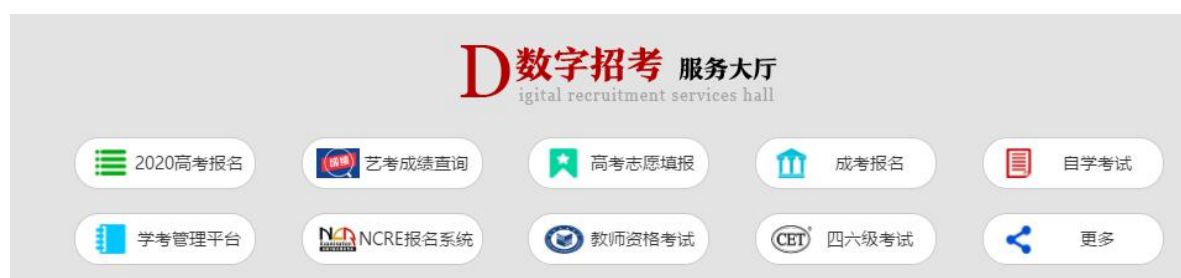 D数字招考 服务大厅
igital recruitment services hall
2020高考报名 成绩 艺考成绩查询 高考志愿填报 成考报名 自学考试
学考管理平台 NCRE报名系统 教师资格考试 CET 四六级考试 更多